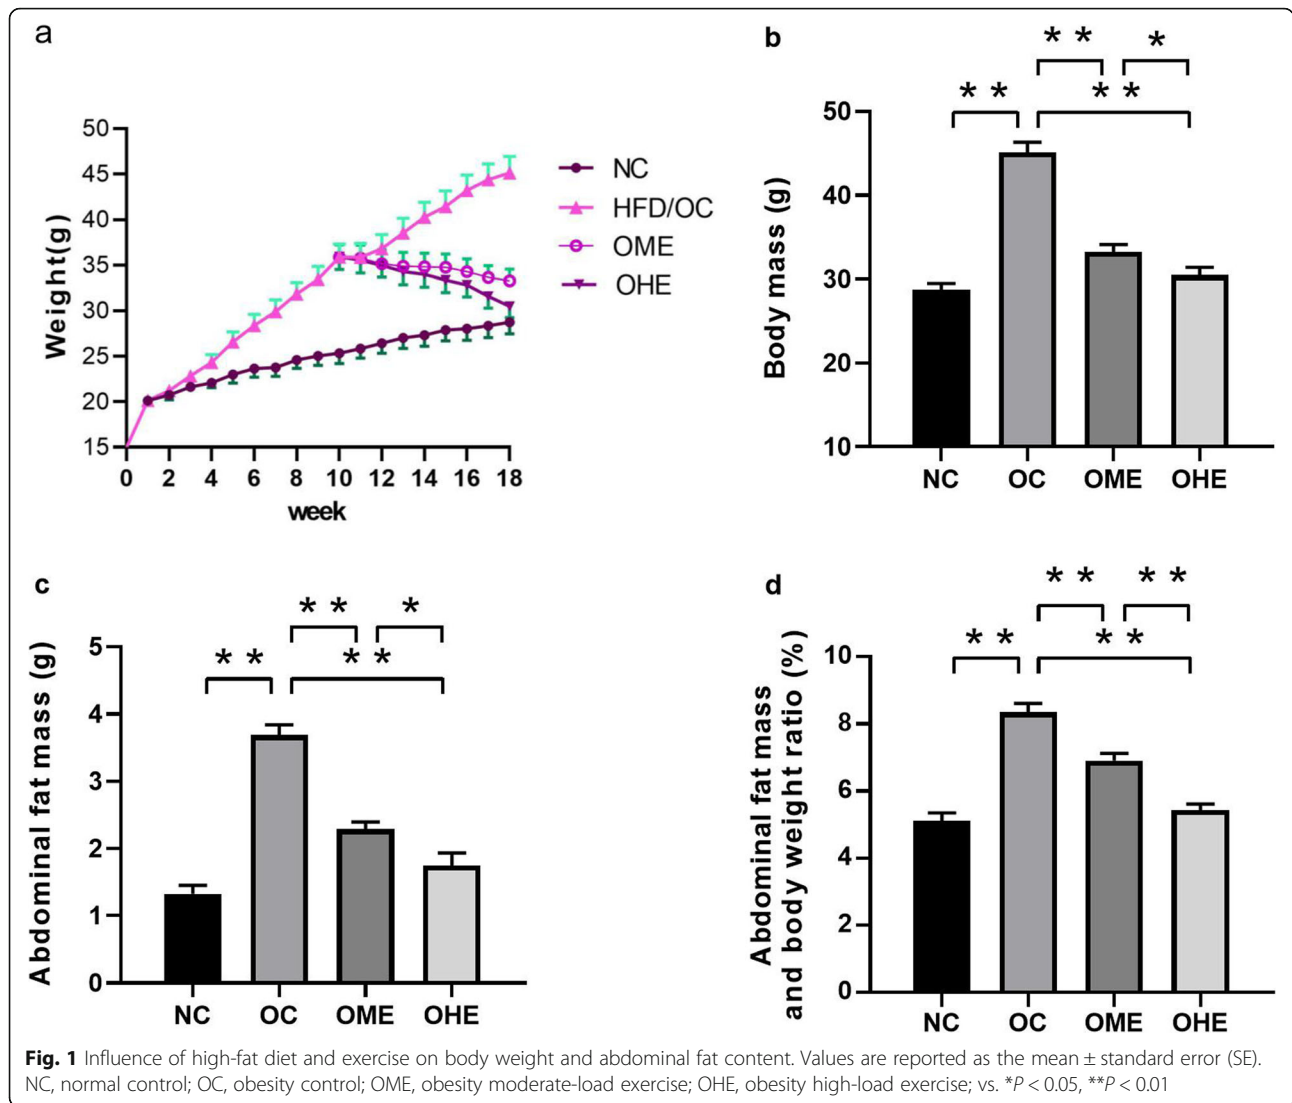 a
50
45
40
35
30
25
20
15
Weight(g)
0 2 4 6 8 10 12 14 16 18
week
NC
HFD/OC
OME
OHE
b
** *
** **
50
40
30
20
10
Body mass (g)
NC OC OME OHE
c
** *
** **
5
4
3
2
1
0
Abdominal fat mass (g)
NC OC OME OHE
d
** **
** **
10
8
6
4
2
0
Abdominal fat mass
and body weight ratio (%)
NC OC OME OHE
Fig. 1 Influence of high-fat diet and exercise on body weight and abdominal fat content. Values are reported as the mean ± standard error (SE).
NC, normal control; OC, obesity control; OME, obesity moderate-load exercise; OHE, obesity high-load exercise; vs. *P < 0.05, **P < 0.01